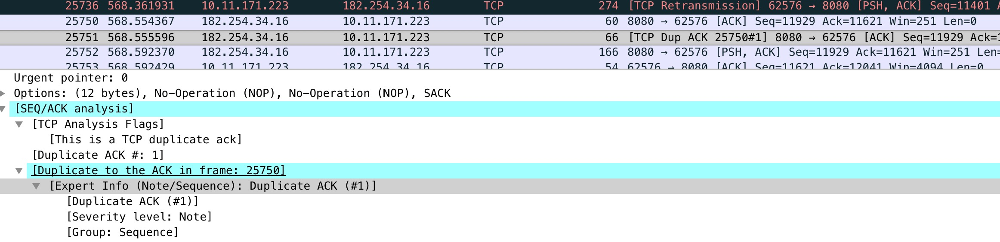 25736 568.361931 10.11.171.223 182.254.34.16 TCP 274 [TCP Retransmission] 62576 → 8080 [PSH, ACK] Seq=11401
25750 568.554367 182.254.34.16 10.11.171.223 TCP 60 8080 → 62576 [ACK] Seq=11929 Ack=11621 Win=251 Len=0
25751 568.555596 182.254.34.16 10.11.171.223 TCP 66 [TCP Dup ACK 25750#1] 8080 → 62576 [ACK] Seq=11929 Ack=1
25752 568.592370 182.254.34.16 10.11.171.223 TCP 166 8080 → 62576 [PSH, ACK] Seq=11929 Ack=11621 Win=251 Len=
25753 568.592429 10.11.171.223 182.254.34.16 TCP 54 62576 → 8080 [ACK] Seq=11621 Ack=12041 Win=4094 Len=0
Urgent pointer: 0
Options: (12 bytes), No-Operation (NOP), No-Operation (NOP), SACK
[SEQ/ACK analysis]
[TCP Analysis Flags]
[This is a TCP duplicate ack]
[Duplicate ACK #: 1]
[Duplicate to the ACK in frame: 25750]
[Expert Info (Note/Sequence): Duplicate ACK (#1)]
[Duplicate ACK (#1)]
[Severity level: Note]
[Group: Sequence]